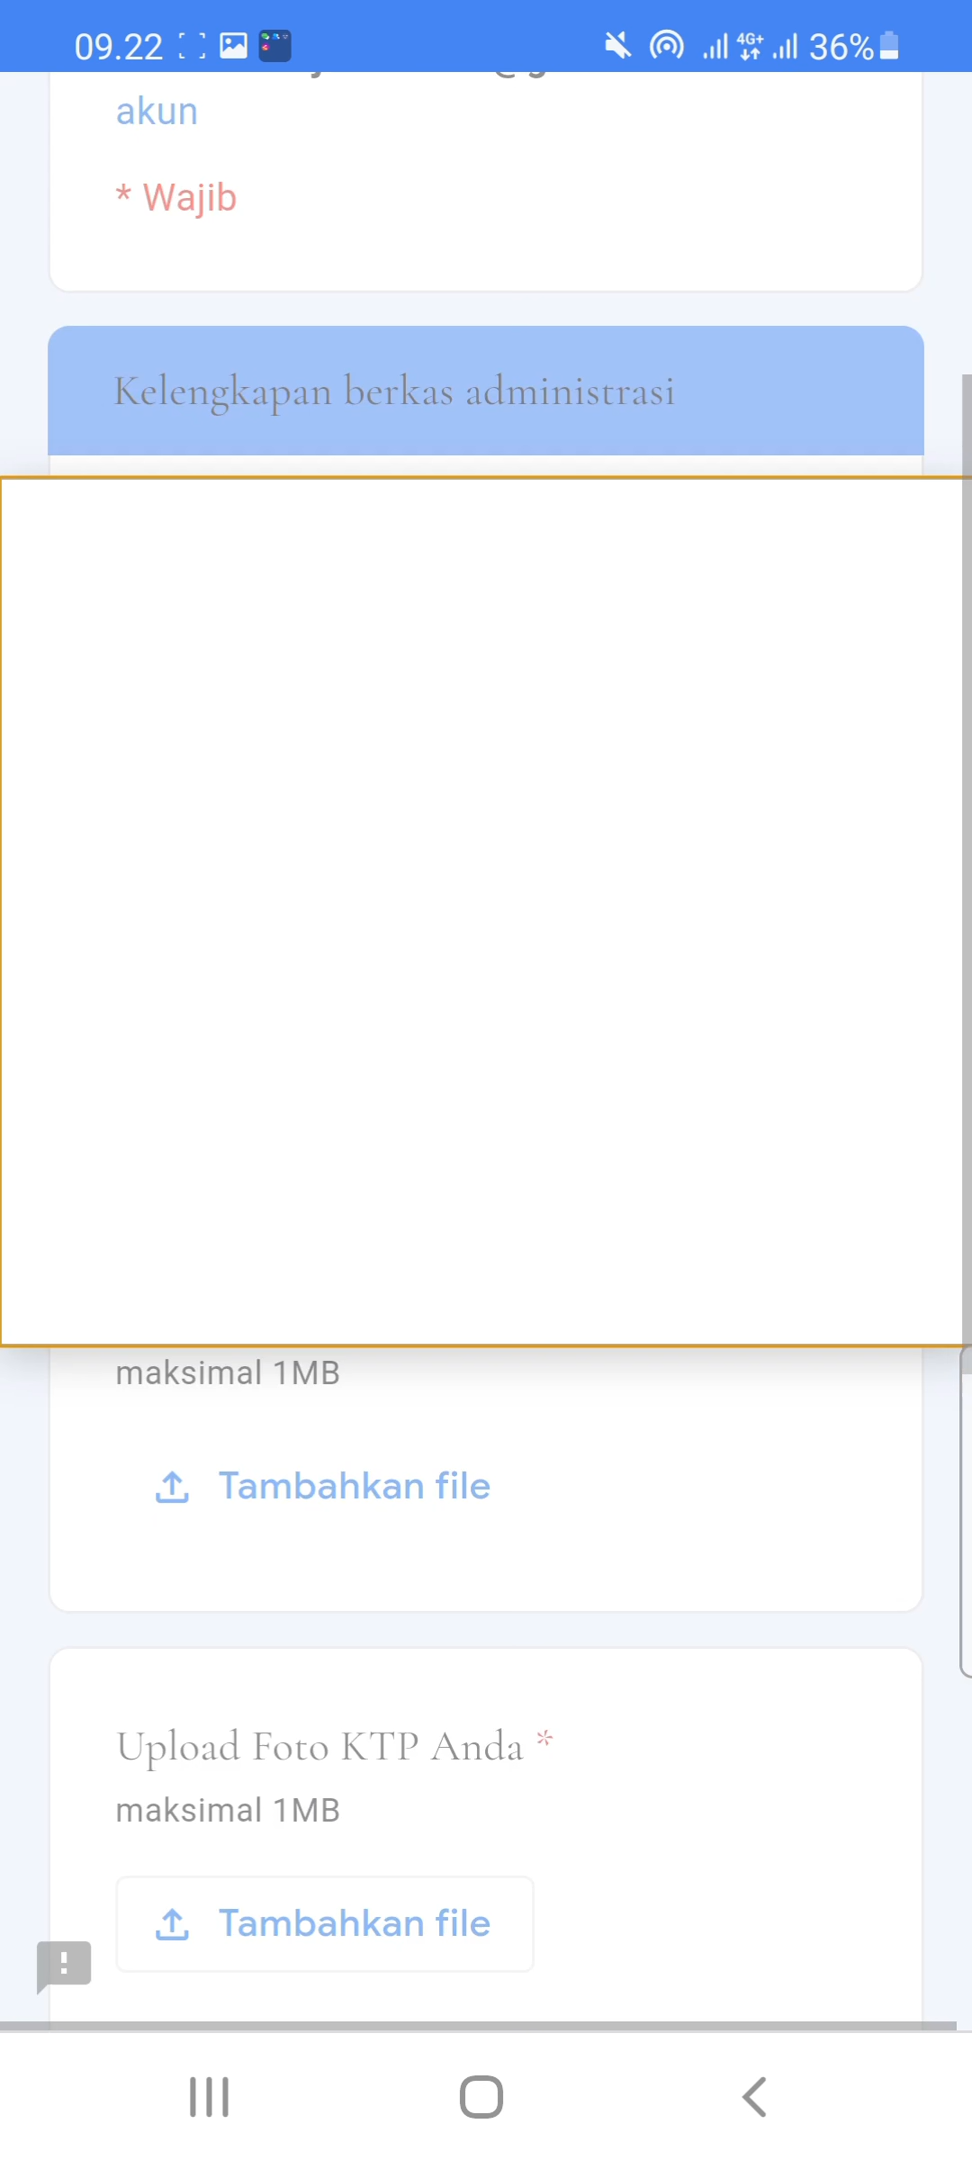 09.22
4G+
36%
akun
* Wajib
Kelengkapan berkas administrasi
maksimal 1MB
Tambahkan file
Upload Foto KTP Anda *
maksimal 1MB
Tambahkan file
!